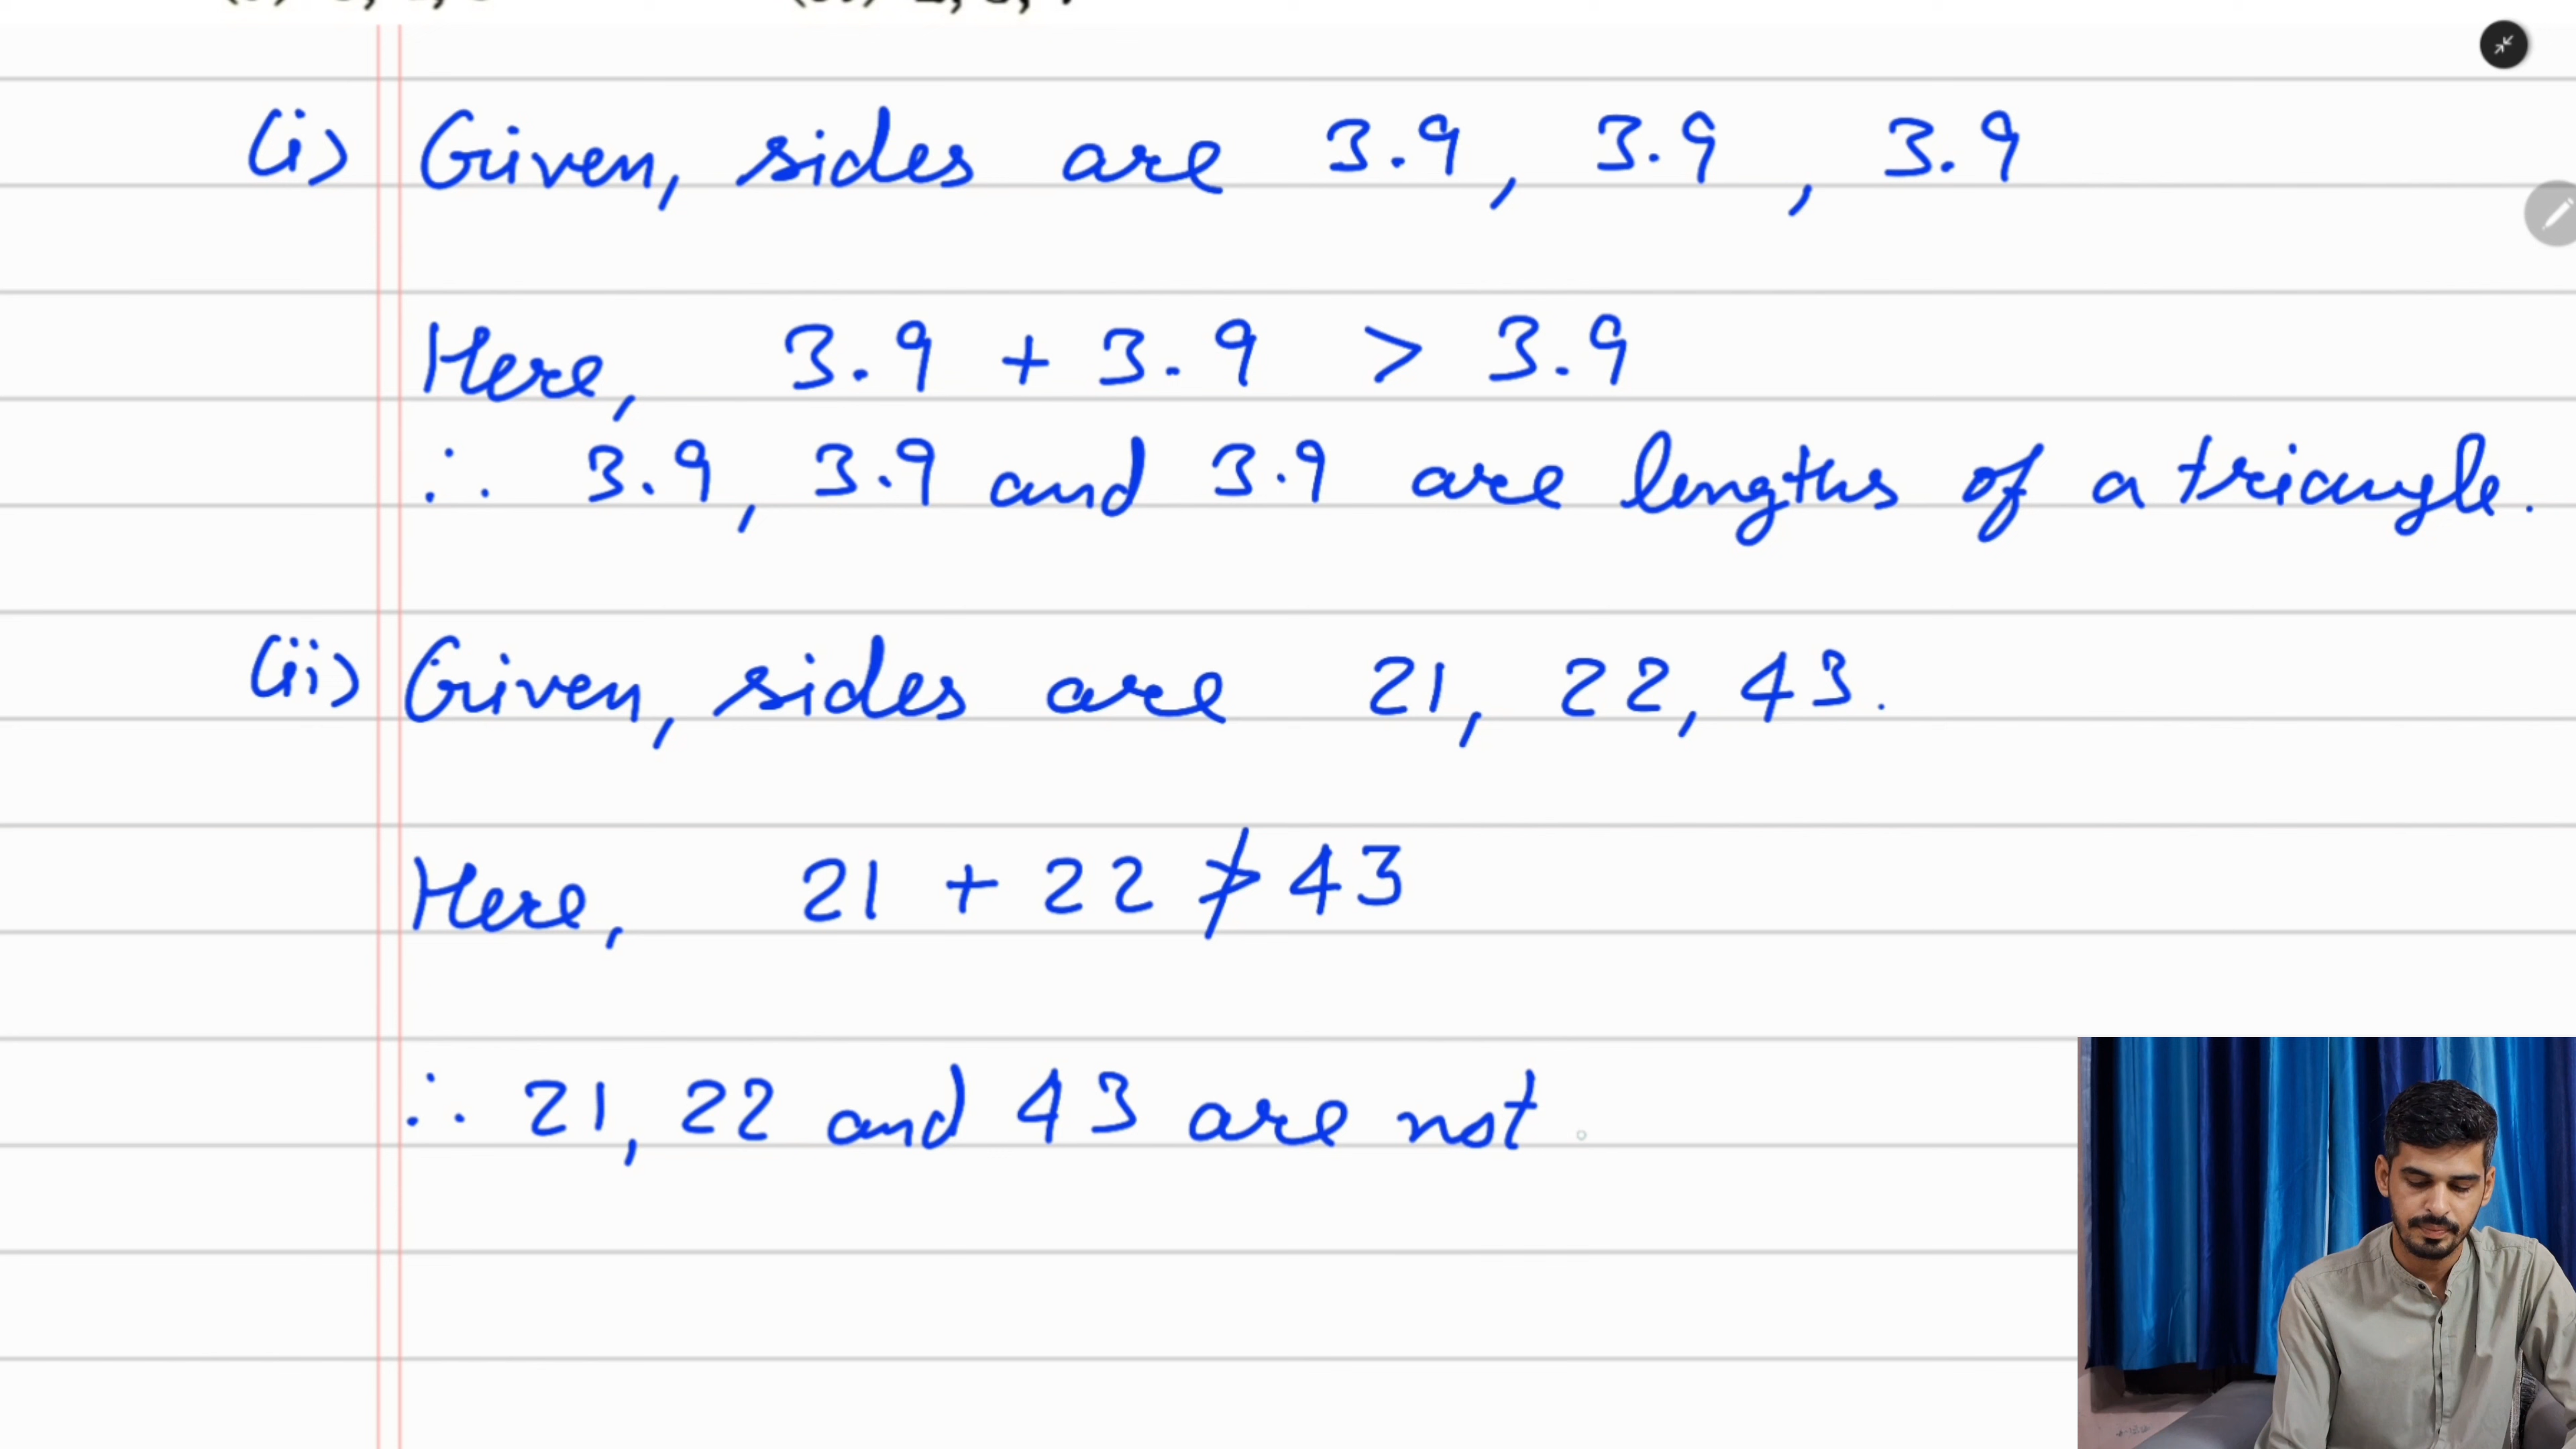 (i) Given, sides are 3.9, 3.9, 3.9
Here, 3.9 + 3.9 > 3.9
∴ 3.9, 3.9 and 3.9 are lengths of a triangle.
(ii) Given, sides are 21, 22, 43.
Here, 21 + 22 ≯ 43
∴ 21, 22 and 43 are not